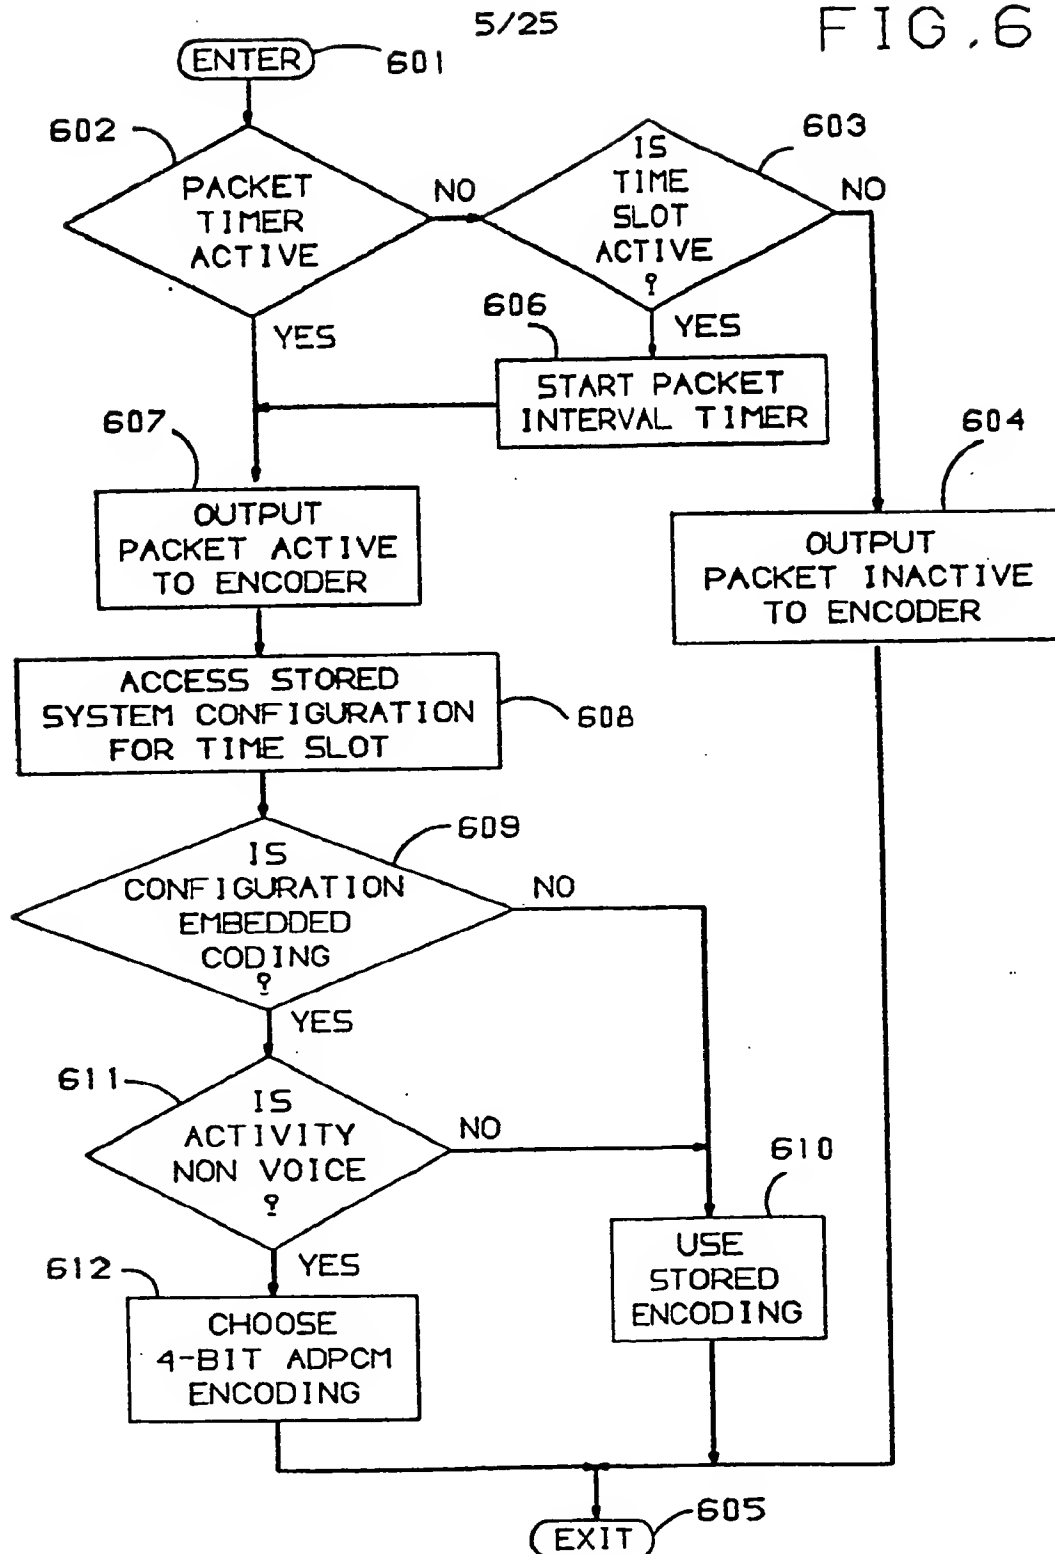 5/25
FIG.6
ENTER
601
602
PACKET
TIMER
ACTIVE
NO
YES
603
IS
TIME
SLOT
ACTIVE
?
NO
YES
606
START PACKET
INTERVAL TIMER
607
OUTPUT
PACKET ACTIVE
TO ENCODER
604
OUTPUT
PACKET INACTIVE
TO ENCODER
ACCESS STORED
SYSTEM CONFIGURATION
FOR TIME SLOT
608
609
IS
CONFIGURATION
EMBEDDED
CODING
?
NO
YES
611
IS
ACTIVITY
NON VOICE
?
NO
YES
610
USE
STORED
ENCODING
612
CHOOSE
4-BIT ADPCM
ENCODING
605
EXIT